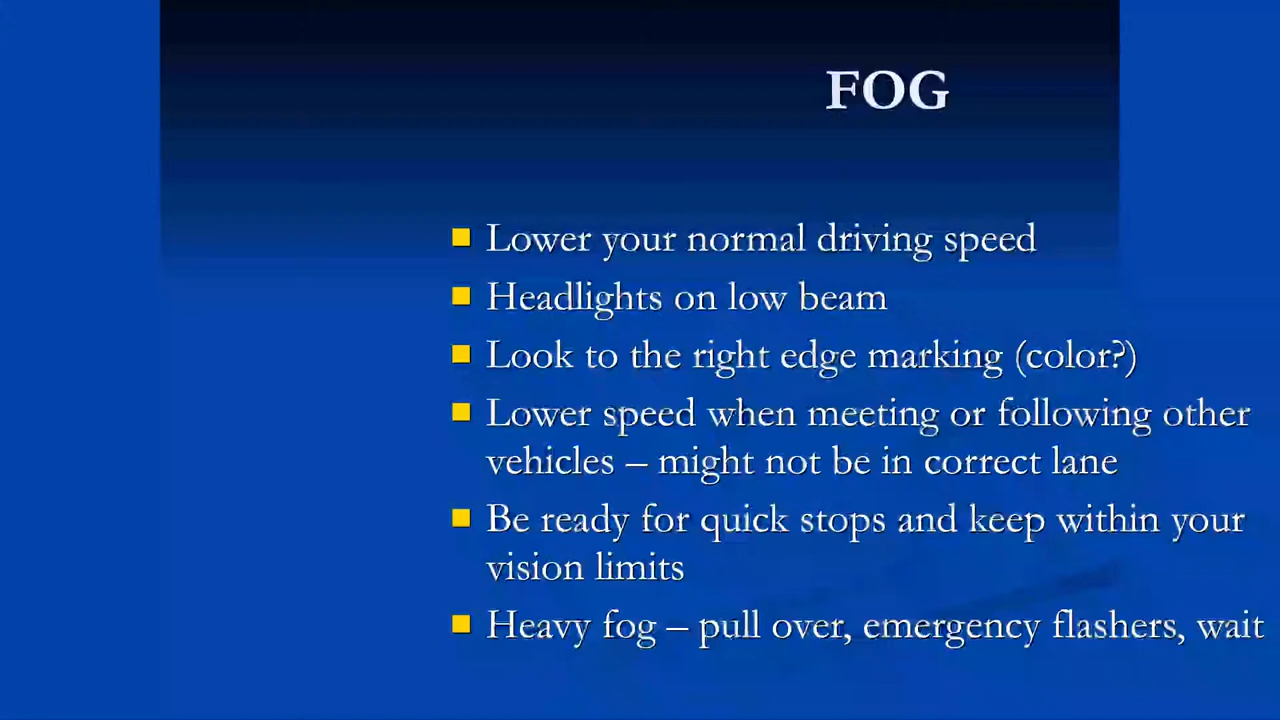 FOG
Lower your normal driving speed
Headlights on low beam
Look to the right edge marking (color?)
Lower speed when meeting or following other
vehicles – might not be in correct lane
Be ready for quick stops and keep within your
vision limits
Heavy fog – pull over, emergency flashers, wait